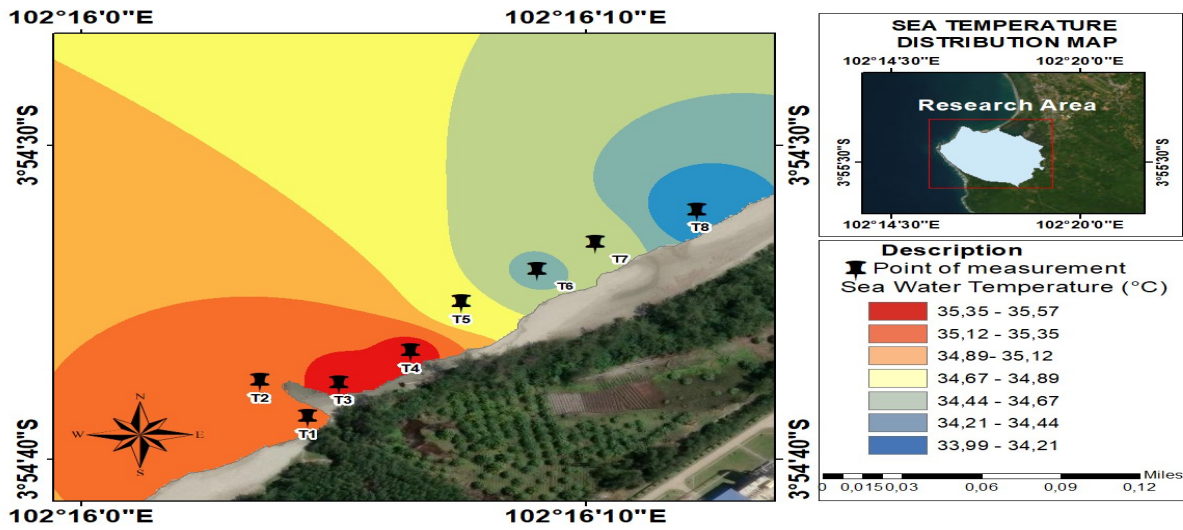 102°16'0"E
102°16'10"E
3°54'30"S
3°54'40"S
3°54'30"S
3°54'40"S
T8
T7
T6
T5
T4
T3
T2
T1
N
W
E
S
102°16'0"E
102°16'10"E
SEA TEMPERATURE
DISTRIBUTION MAP
102°14'30"E
102°20'0"E
Research Area
3°55'30"S
3°55'30"S
102°14'30"E
102°20'0"E
Description
Point of measurement
Sea Water Temperature (°C)
35,35 - 35,57
35,12 - 35,35
34,89- 35,12
34,67 - 34,89
34,44 - 34,67
34,21 - 34,44
33,99 - 34,21
Miles
0 0,0150,03 0,06 0,09 0,12